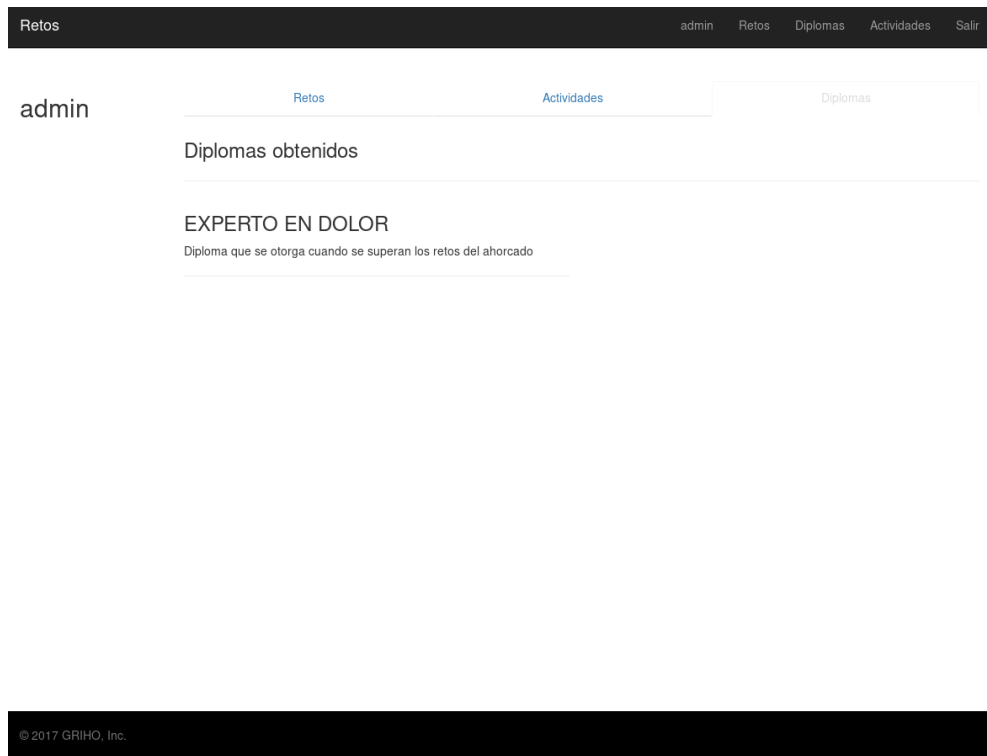 Retos admin Retos Diplomas Actividades Salir
admin
Retos Actividades Diplomas
Diplomas obtenidos
EXPERTO EN DOLOR
Diploma que se otorga cuando se superan los retos del ahorcado
© 2017 GRIHO, Inc.